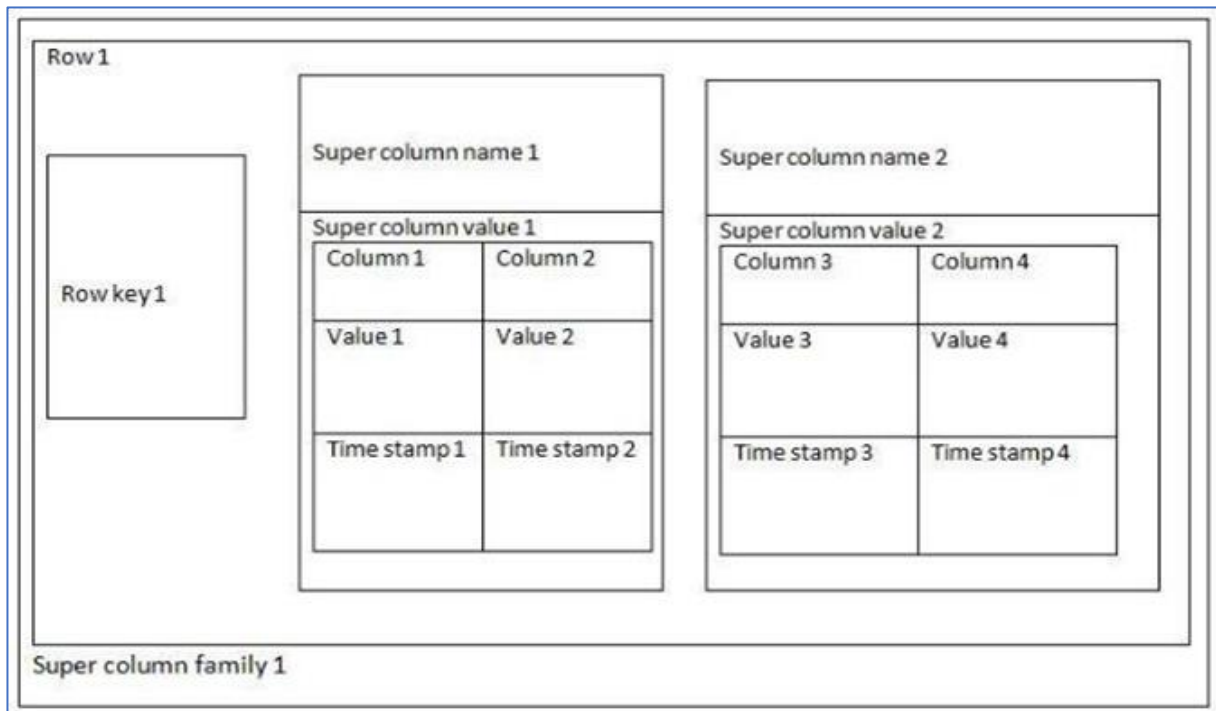 Row 1
Super column name 1
Super column name 2
Super column value 1
Super column value 2
Column 1
Column 2
Column 3
Column 4
Row key 1
Value 1
Value 2
Value 3
Value 4
Time stamp 1
Time stamp 2
Time stamp 3
Time stamp 4
Super column family 1